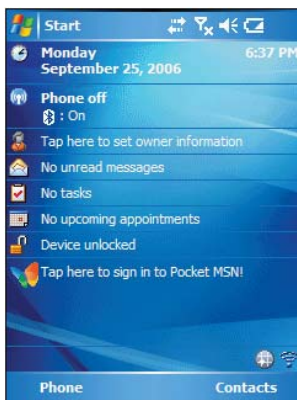 Start
Monday 6:37 PM
September 25, 2006
Phone off
: On
Tap here to set owner information
No unread messages
No tasks
No upcoming appointments
Device unlocked
Tap here to sign in to Pocket MSN!
Phone Contacts